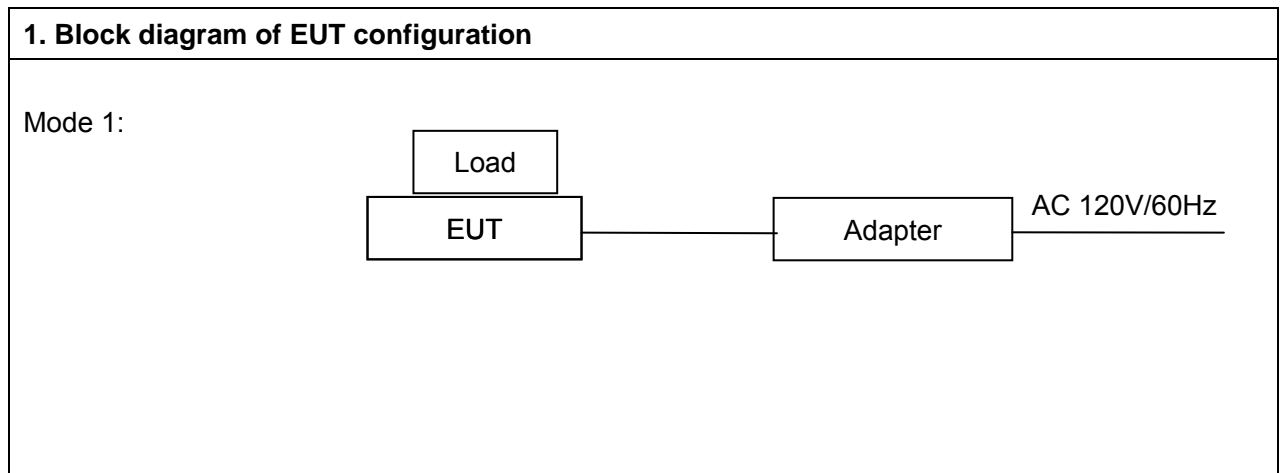 1. Block diagram of EUT configuration
Mode 1:
Load
EUT
Adapter
AC 120V/60Hz